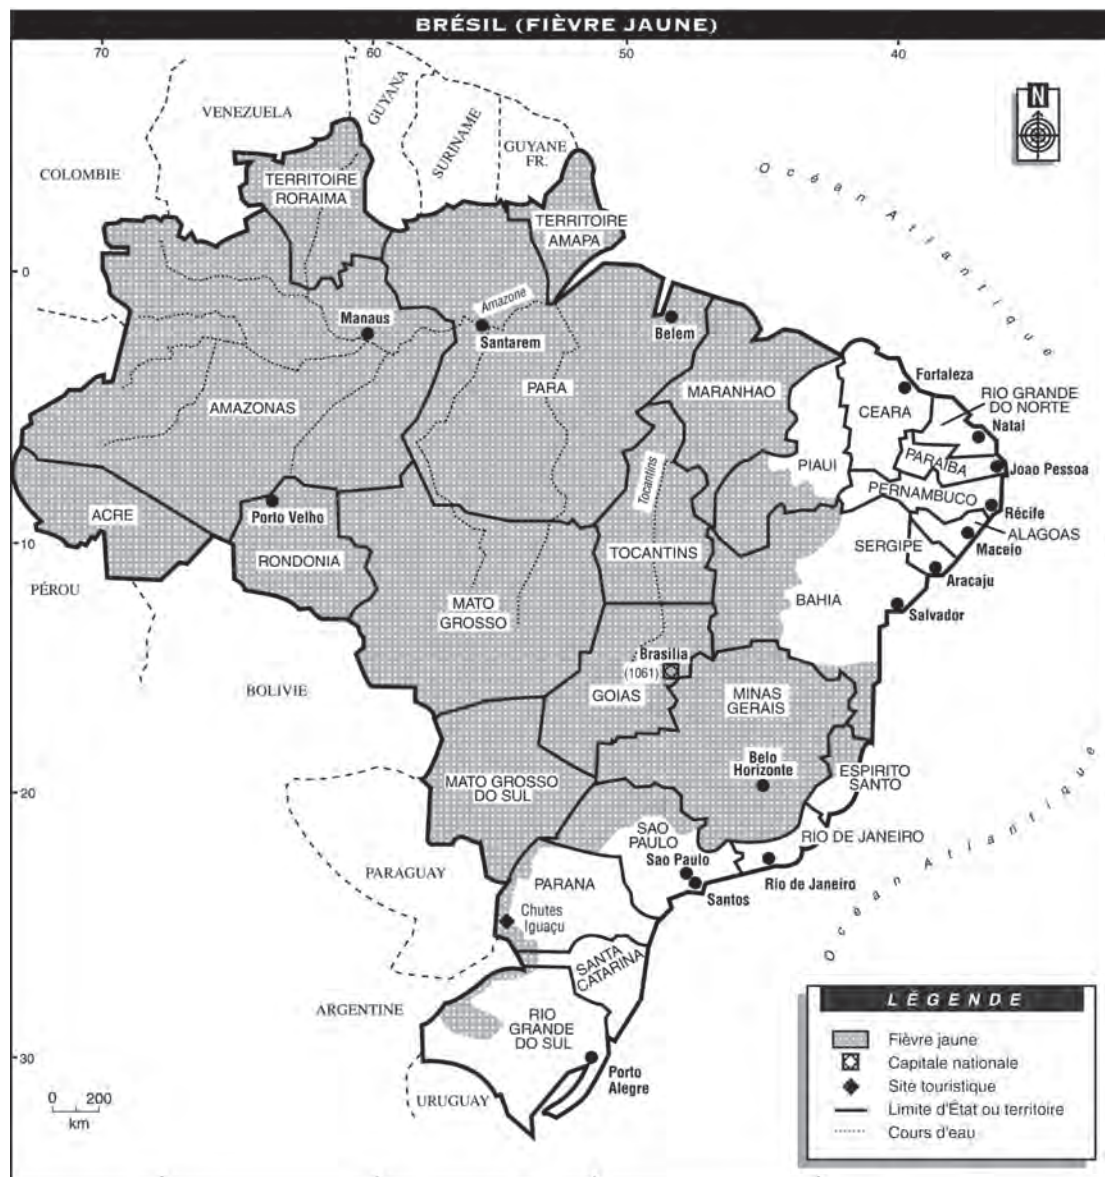 BRÉSIL (FIÈVRE JAUNE)
70
60
50
40
N
VENEZUELA
GUYANA
SURINAME
GUYANE
FR.
COLOMBIE
Océan Atlantique
TERRITOIRE
RORAIMA
TERRITOIRE
AMAPA
0
Amazone
Manaus
Santarem
Belem
Fortaleza
PARA
MARANHAO
RIO GRANDE
DO NORTE
AMAZONAS
CEARA
Natal
PIAUI
PARAIBA
Joao Pessoa
Tocantins
PERNAMBUCO
Récife
ACRE
Porto Velho
ALAGOAS
10
SERGIPE
Maceio
TOCANTINS
RONDONIA
Aracaju
PÉROU
BAHIA
MATO
GROSSO
Salvador
Brasilia
(1061)
BOLIVIE
GOIAS
MINAS
GERAIS
Belo
Horizonte
ESPIRITO
SANTO
MATO GROSSO
DO SUL
20
SAO
PAULO
RIO DE JANEIRO
Océan Atlantique
PARAGUAY
Sao Paulo
PARANA
Rio de Janeiro
Santos
Chutes
Iguaçu
SANTA
CATARINA
ARGENTINE
RIO
GRANDE
DO SUL
30
Porto
Alegre
URUGUAY
0 200
km
LÉGENDE
Fièvre jaune
Capitale nationale
Site touristique
Limite d'État ou territoire
Cours d'eau